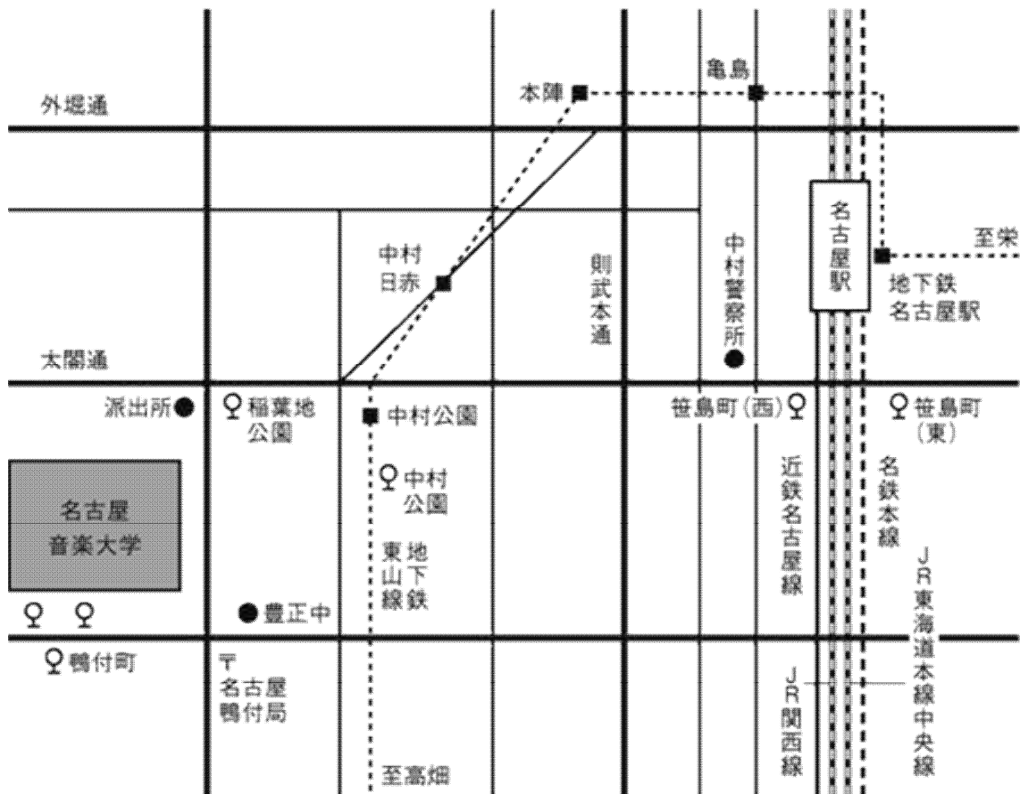 外堀通
本陣
亀島
名古屋駅
至栄
地下鉄
名古屋駅
中村
日赤
則武本通
中村警察所
太閤通
派出所
稲葉地
公園
中村公園
笹島町(西)
笹島町
(東)
名古屋
音楽大学
中村
公園
地下鉄
東山線
近鉄名古屋線
名鉄本線
JR東海道本線中央線
豊正中
鴨付町
〒
名古屋
鴨付局
JR関西線
至高畑